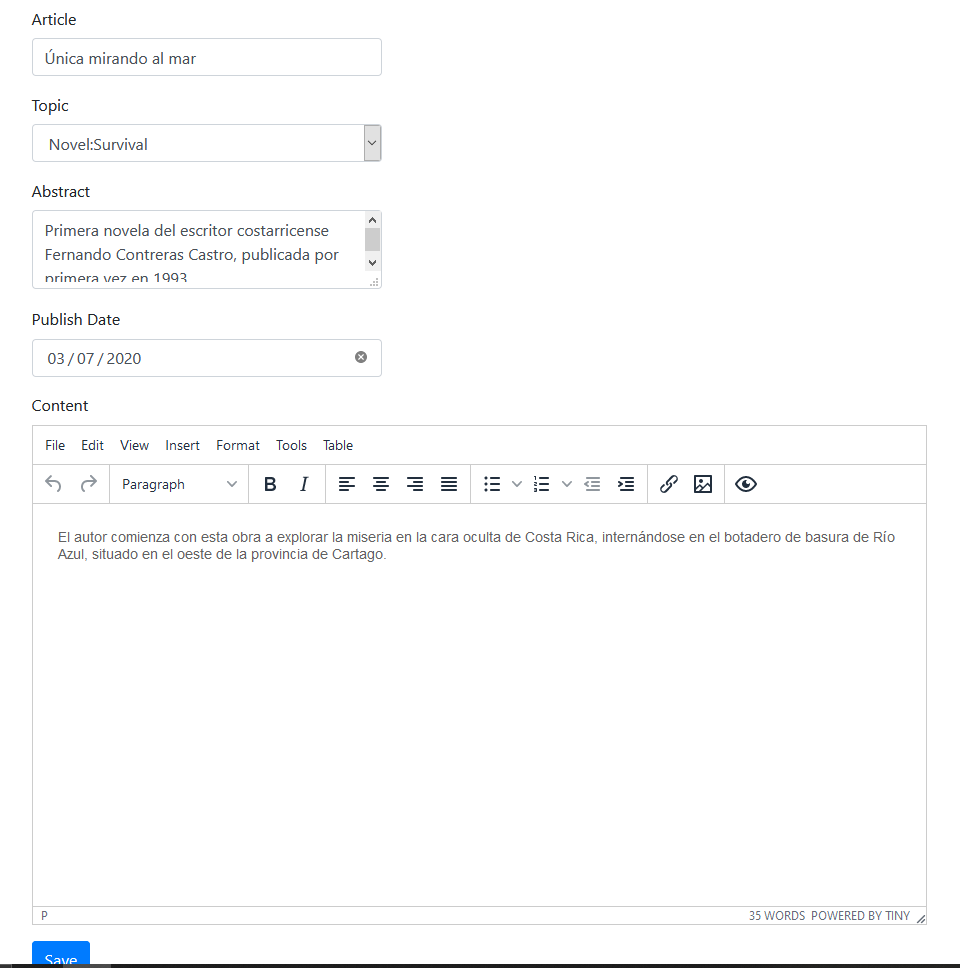 Article
Única mirando al mar
Topic
Novel:Survival
Abstract
Primera novela del escritor costarricense
Fernando Contreras Castro, publicada por
primera vez en 1993
Publish Date
03 / 07 / 2020
Content
File Edit View Insert Format Tools Table
Paragraph B I
El autor comienza con esta obra a explorar la miseria en la cara oculta de Costa Rica, internándose en el botadero de basura de Río
Azul, situado en el oeste de la provincia de Cartago.
P 35 WORDS POWERED BY TINY
Save